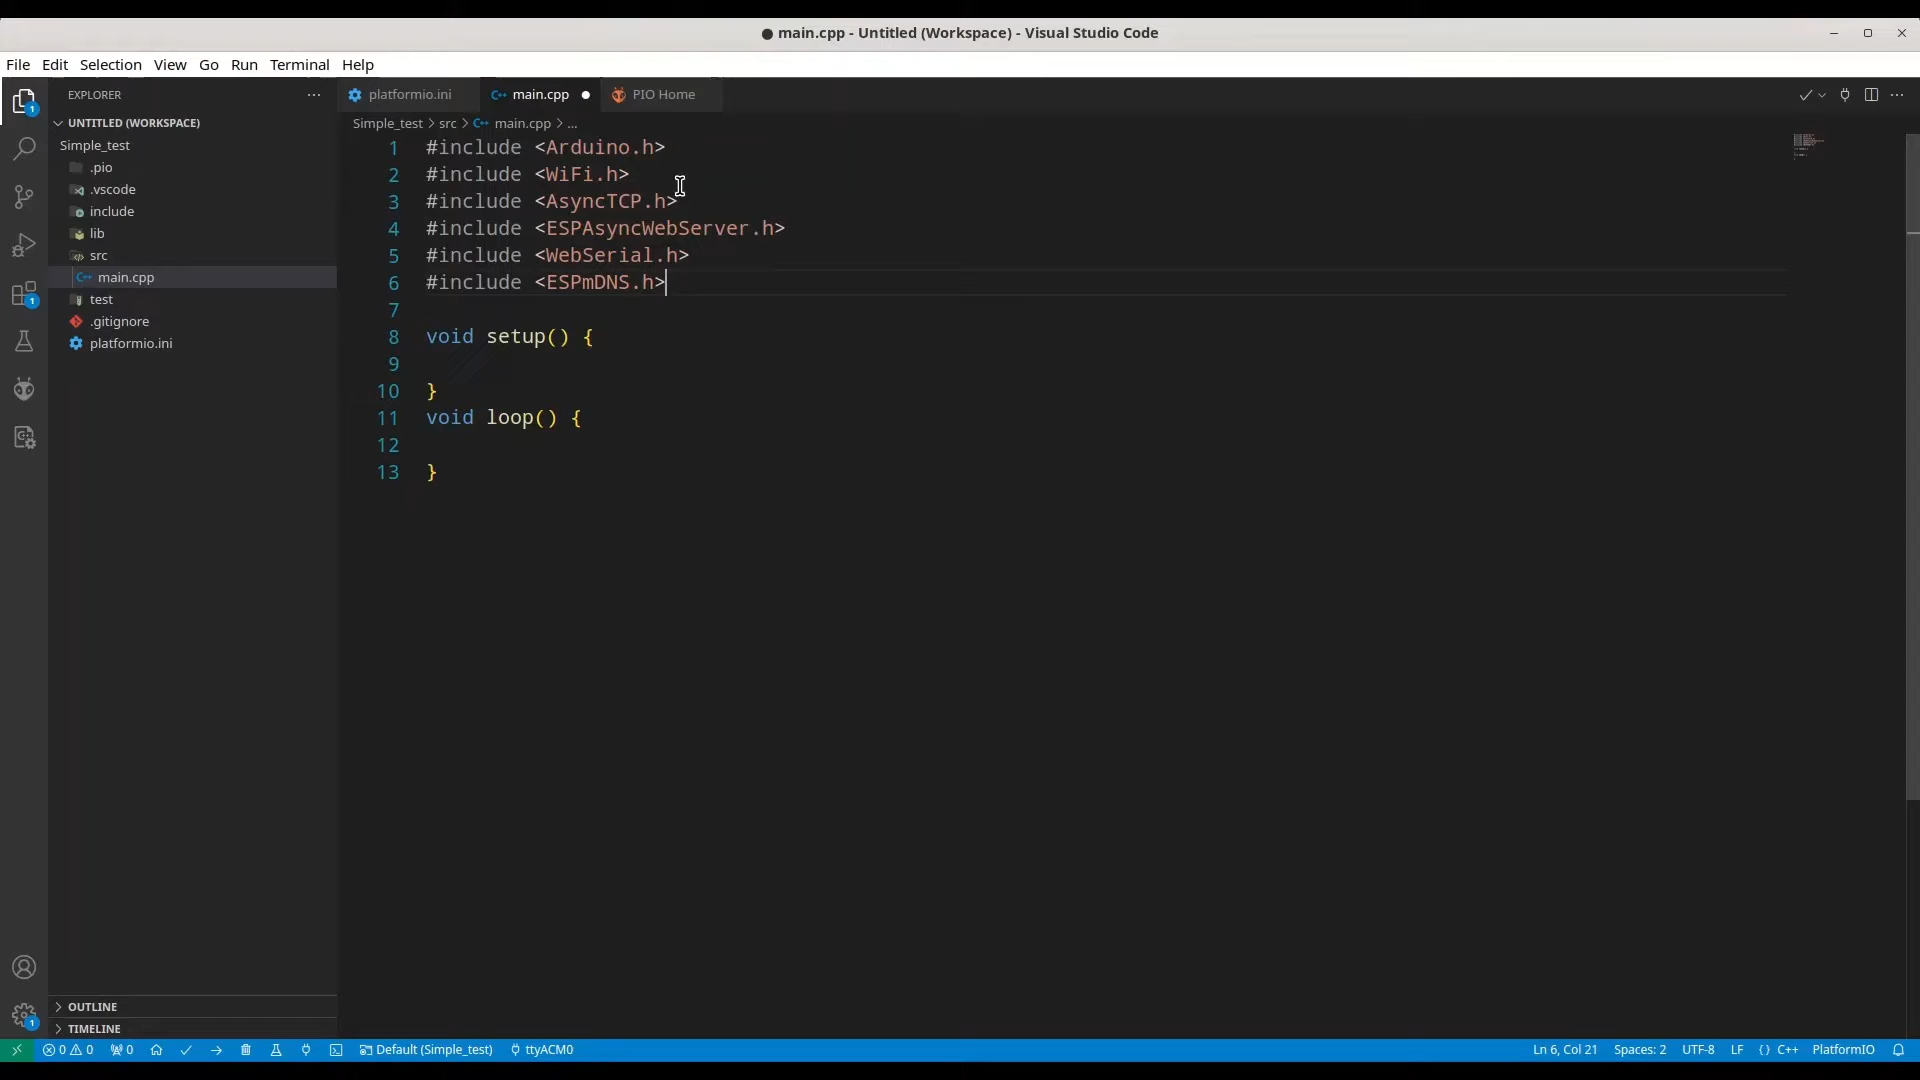 ● main.cpp - Untitled (Workspace) - Visual Studio Code
File Edit Selection View Go Run Terminal Help
EXPLORER
UNTITLED (WORKSPACE)
Simple_test
.pio
.vscode
include
lib
src
main.cpp
test
.gitignore
platformio.ini
OUTLINE
TIMELINE
1
1
1
platformio.ini main.cpp PIO Home
Simple_test > src > main.cpp > ...
1 #include <Arduino.h>
2 #include <WiFi.h>
3 #include <AsyncTCP.h>
4 #include <ESPAsyncWebServer.h>
5 #include <WebSerial.h>
6 #include <ESPmDNS.h>
7
8 void setup() {
9
10 }
11 void loop() {
12
13 }
0 0 0 Default (Simple_test) ttyACM0 Ln 6, Col 21 Spaces: 2 UTF-8 LF {} C++ PlatformIO